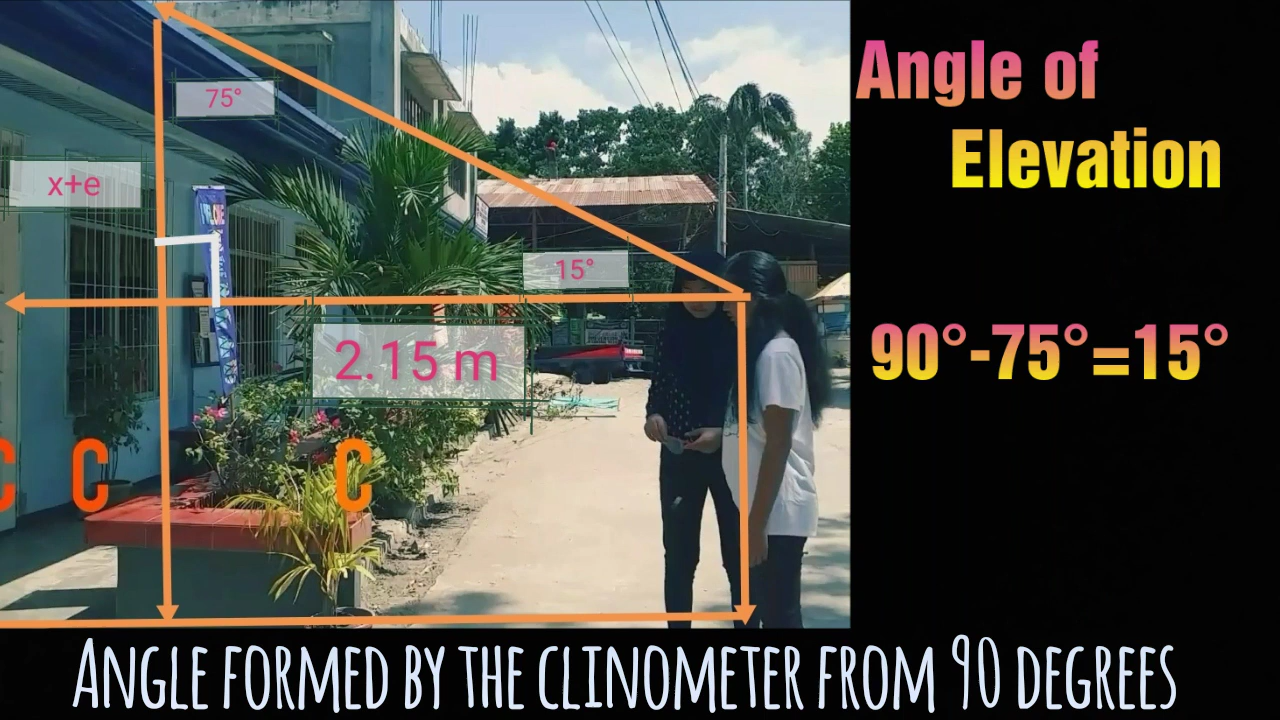 Angle of
Elevation
75°
x+e
15°
2.15 m
90°-75°=15°
C C C
ANGLE FORMED BY THE CLINOMETER FROM 90 DEGREES